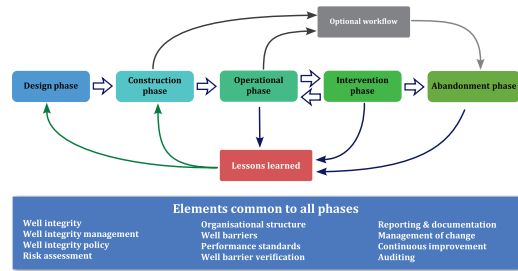 Optional workflow
Design phase
Construction
phase
Operational
phase
Intervention
phase
Abandonment phase
Lessons learned
Elements common to all phases
Well integrity
Well integrity management
Well integrity policy
Risk assessment
Organisational structure
Well barriers
Performance standards
Well barrier verification
Reporting & documentation
Management of change
Continuous improvement
Auditing